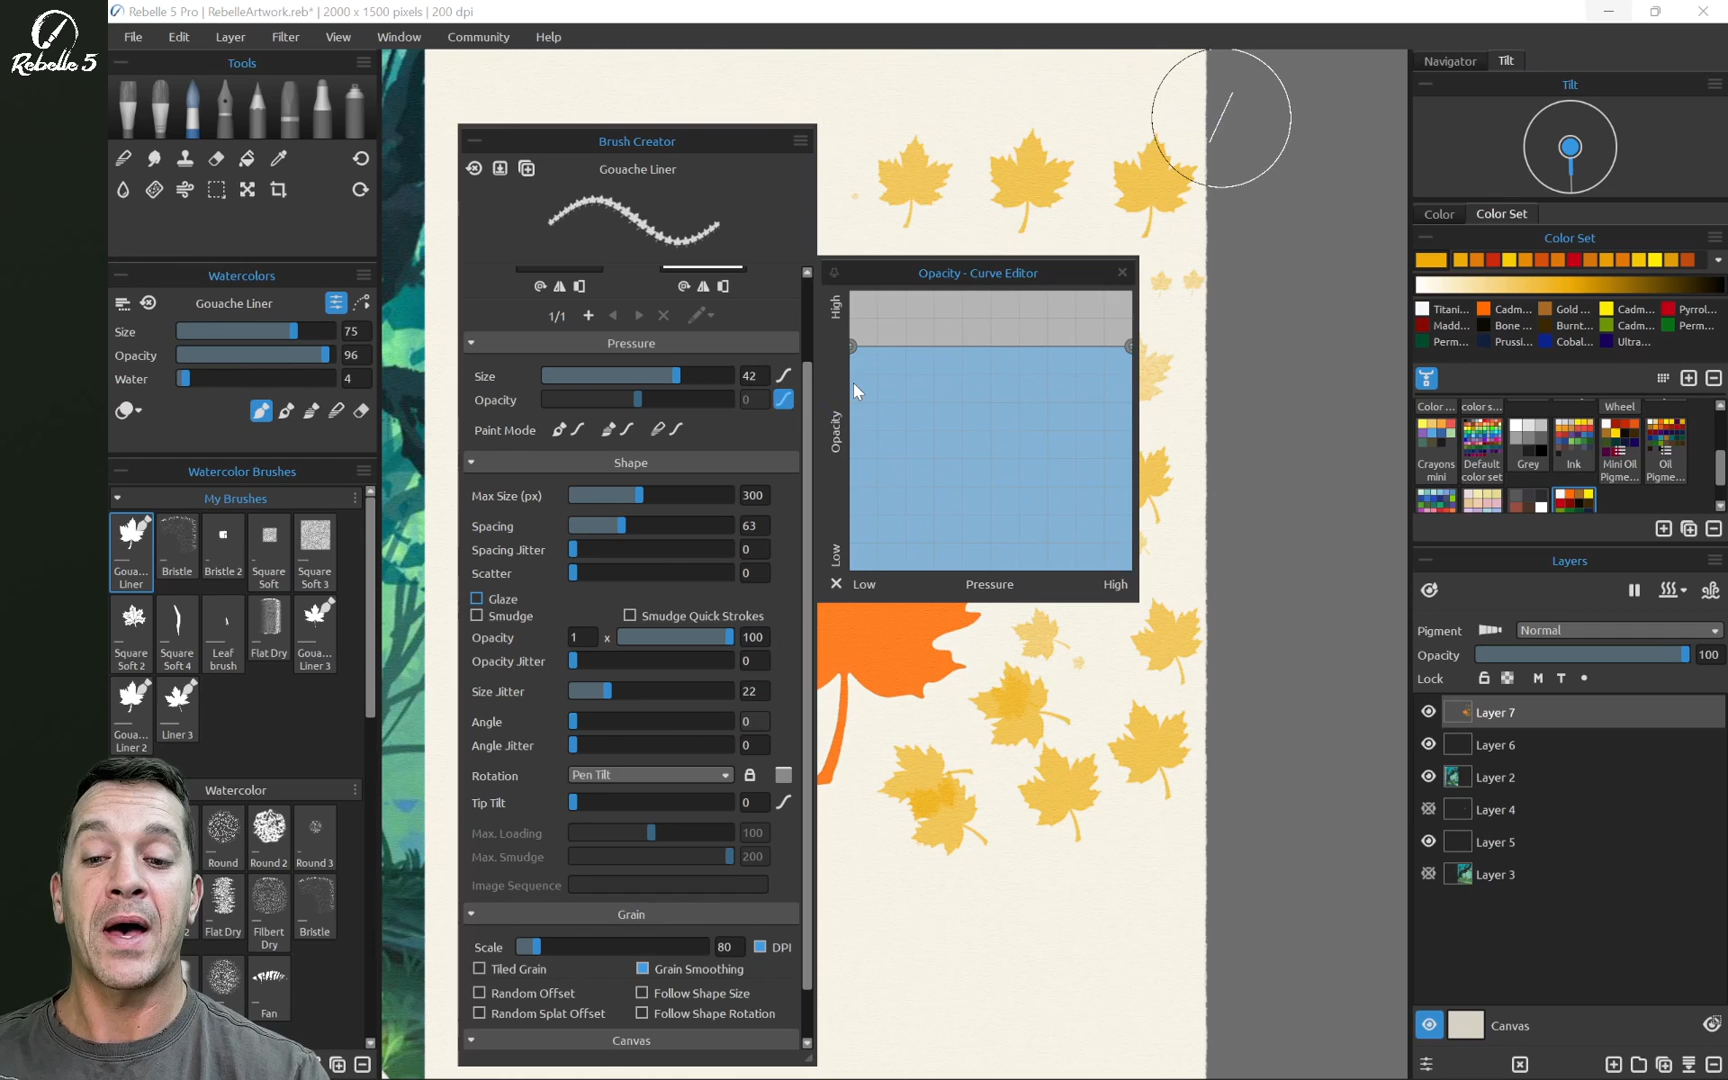 Rebelle 5 Pro | RebelleArtwork.reb* | 2000 x 1500 pixels | 200 dpi
Rebelle 5
File Edit Layer Filter View Window Community Help
Tools
Watercolors
Gouache Liner
Size 75
Opacity 96
Water 4
Watercolor Brushes
My Brushes
Goua... Liner
Bristle
Bristle 2
Square Soft
Square Soft 3
Square Soft 2
Square Soft 4
Leaf brush
Flat Dry
Goua... Liner 3
Goua... Liner 2
Liner 3
Watercolor
Round
Round 2
Round 3
2
Flat Dry
Filbert Dry
Bristle
Fan
Brush Creator
Gouache Liner
1/1
Pressure
Size 42
Opacity 0
Paint Mode
Shape
Max Size (px) 300
Spacing 63
Spacing Jitter 0
Scatter 0
Glaze
Smudge Smudge Quick Strokes
Opacity 1 x 100
Opacity Jitter 0
Size Jitter 22
Angle 0
Angle Jitter 0
Rotation Pen Tilt
Tip Tilt 0
Max. Loading 100
Max. Smudge 200
Image Sequence
Grain
Scale 80 DPI
Tiled Grain Grain Smoothing
Random Offset Follow Shape Size
Random Splat Offset Follow Shape Rotation
Canvas
Opacity - Curve Editor
High
Opacity
Low
Low Pressure High
Navigator Tilt
Tilt
Color Color Set
Color Set
Titani... Cadm... Gold ... Cadm... Pyrrol...
Madd... Bone ... Burnt... Cadm... Perm...
Perm... Prussi... Cobal... Ultra...
Color ... color s... Wheel
Crayons mini
Default color set
Grey
Ink
Mini Oil Pigme...
Oil Pigme...
Layers
Pigment Normal
Opacity 100
Lock M T
Layer 7
Layer 6
Layer 2
Layer 4
Layer 5
Layer 3
Canvas